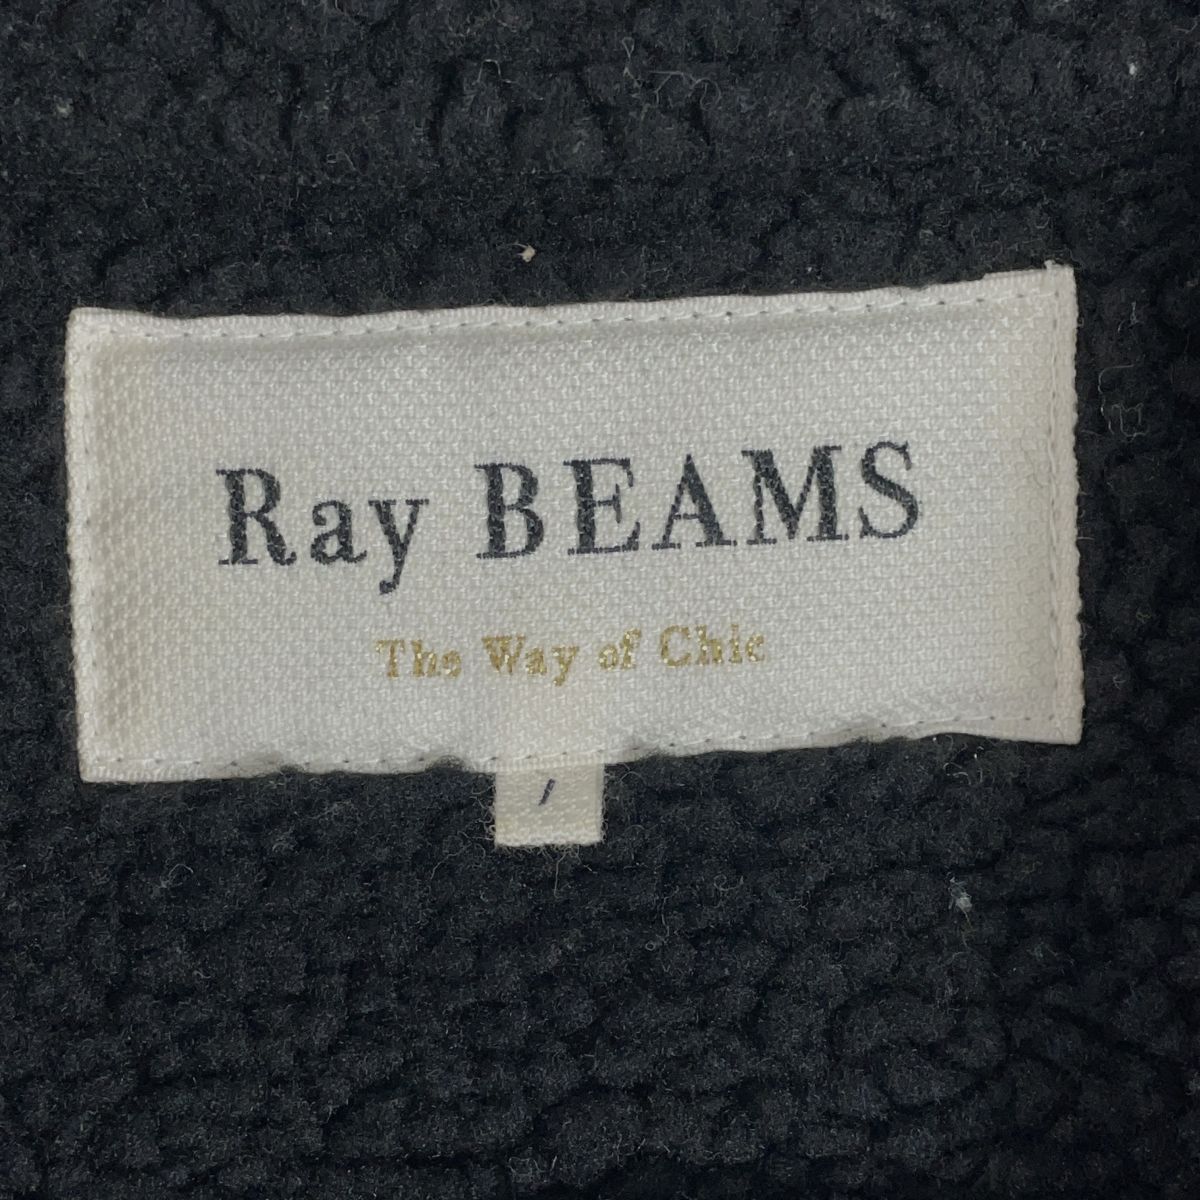 Ray BEAMS
The Way of Chic
1